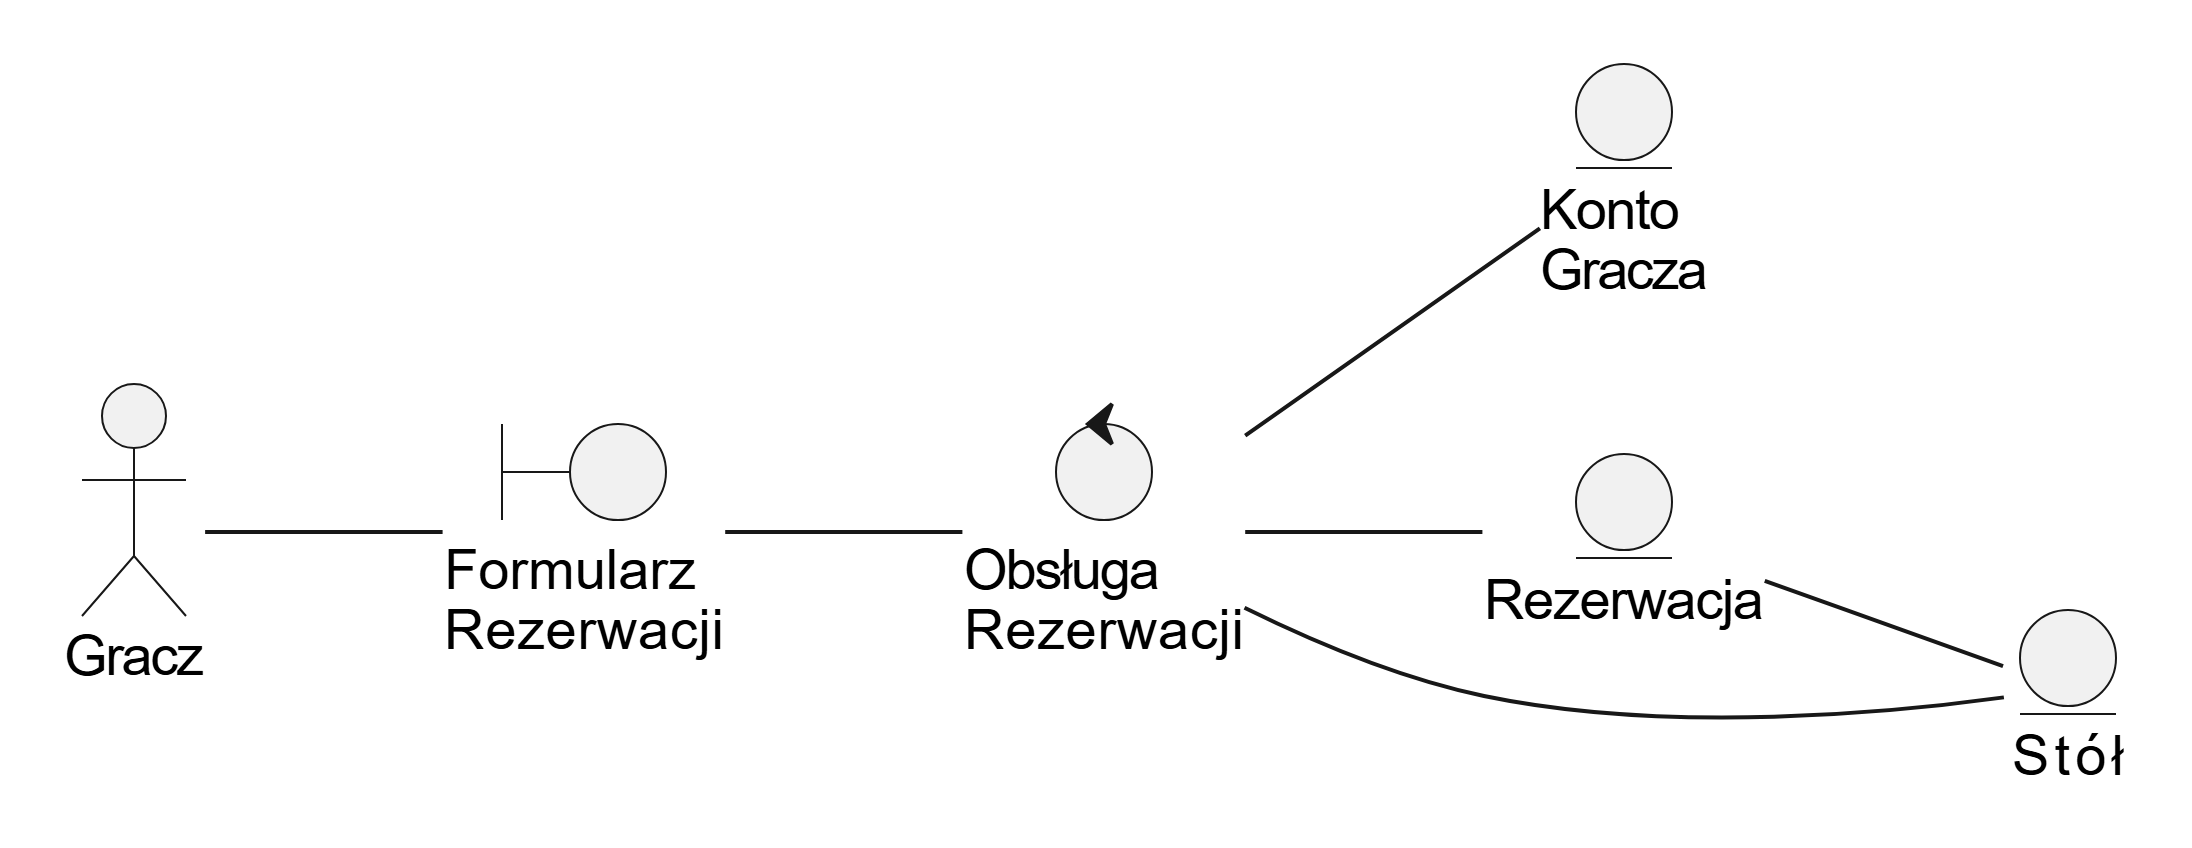 Gracz
Formularz
Rezerwacji
Obsługa
Rezerwacji
Konto
Gracza
Rezerwacja
Stół